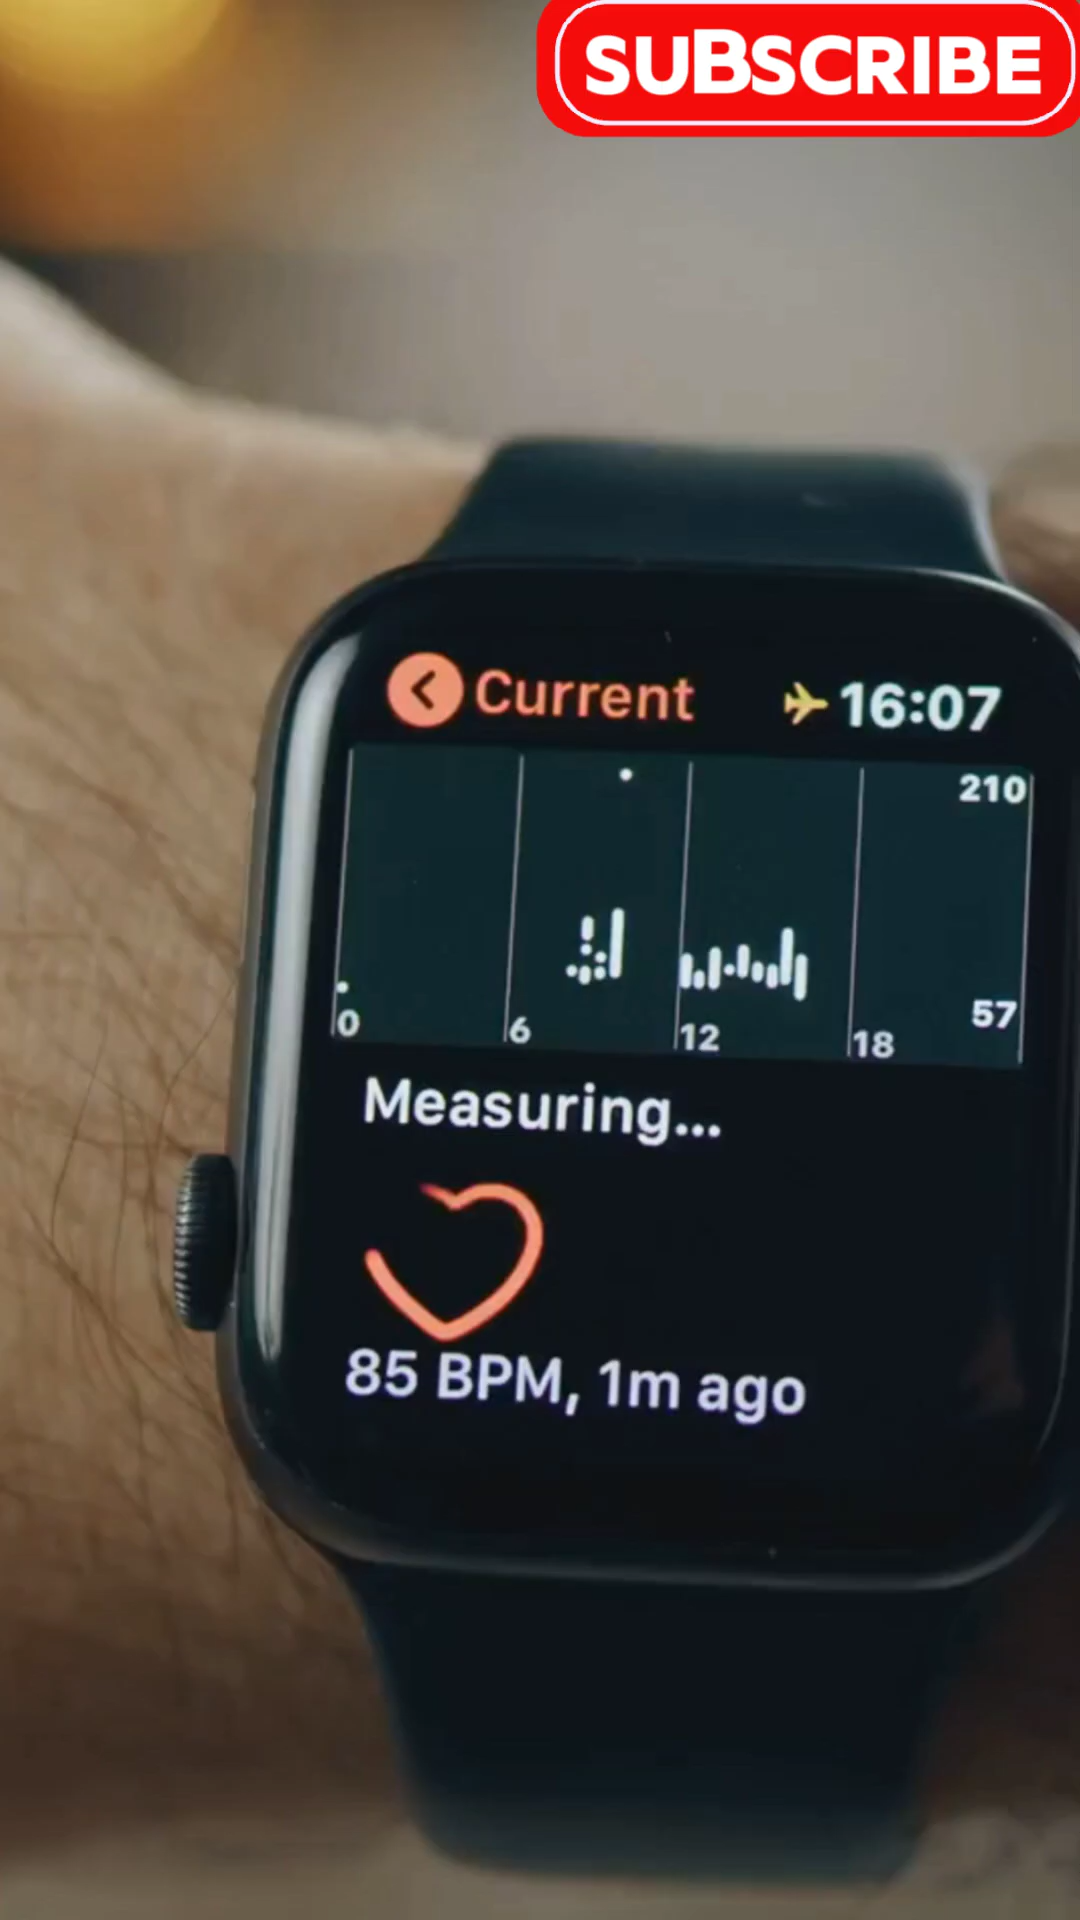 SUBSCRIBE
Current 16:07
210
57
0 6 12 18
Measuring...
85 BPM, 1m ago